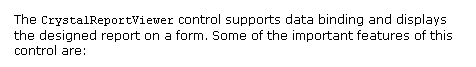 The CrystalReportViewer control supports data binding and displays
the designed report on a form. Some of the important features of this
control are: